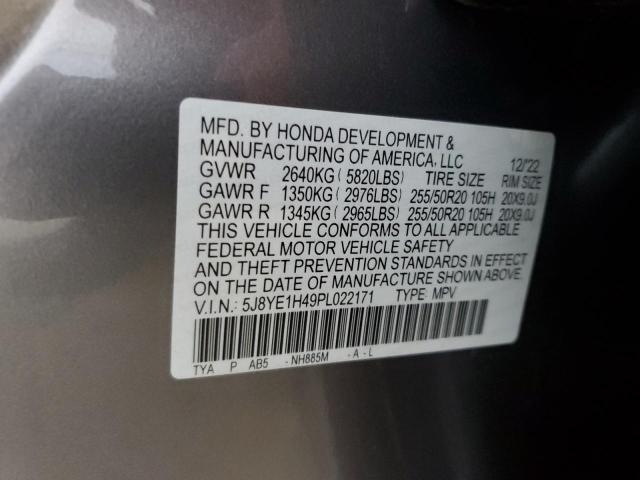 MFD. BY HONDA DEVELOPMENT &
MANUFACTURING OF AMERICA, LLC 12/'22
GVWR 2640KG (5820LBS) TIRE SIZE RIM SIZE
GAWR F 1350KG (2976LBS) 255/50R20 105H 20X9.0J
GAWR R 1345KG (2965LBS) 255/50R20 105H 20X9.0J
THIS VEHICLE CONFORMS TO ALL APPLICABLE
FEDERAL MOTOR VEHICLE SAFETY
AND THEFT PREVENTION STANDARDS IN EFFECT
ON THE DATE OF MANUFACTURE SHOWN ABOVE.
V.I.N.: 5J8YE1H49PL022171 TYPE: MPV
TYA P AB5 -NH885M -A-L